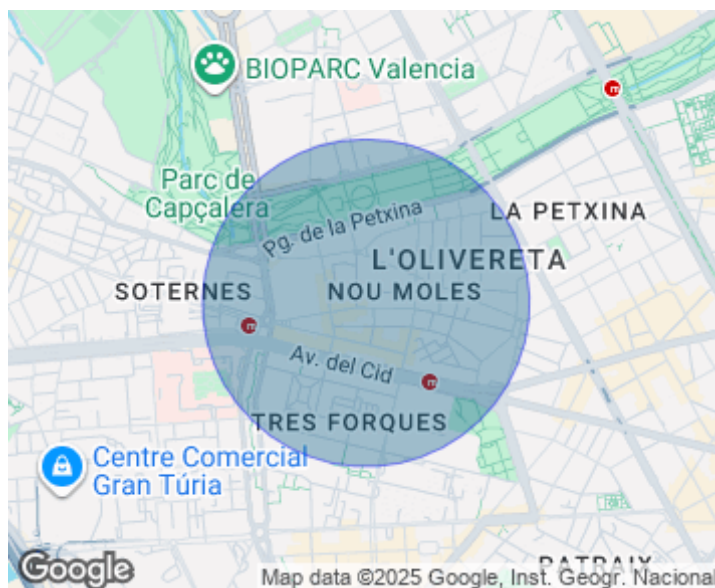 BIOPARC Valencia
Parc de
Capçalera
Pg. de la Petxina
LA PETXINA
L'OLIVERETA
SOTERNES
NOU MOLES
m
m
m
Av. del Cid
TRES FORQUES
Centre Comercial
Gran Túria
PATRAIX
Google
Map data ©2025 Google, Inst. Geogr. Nacional